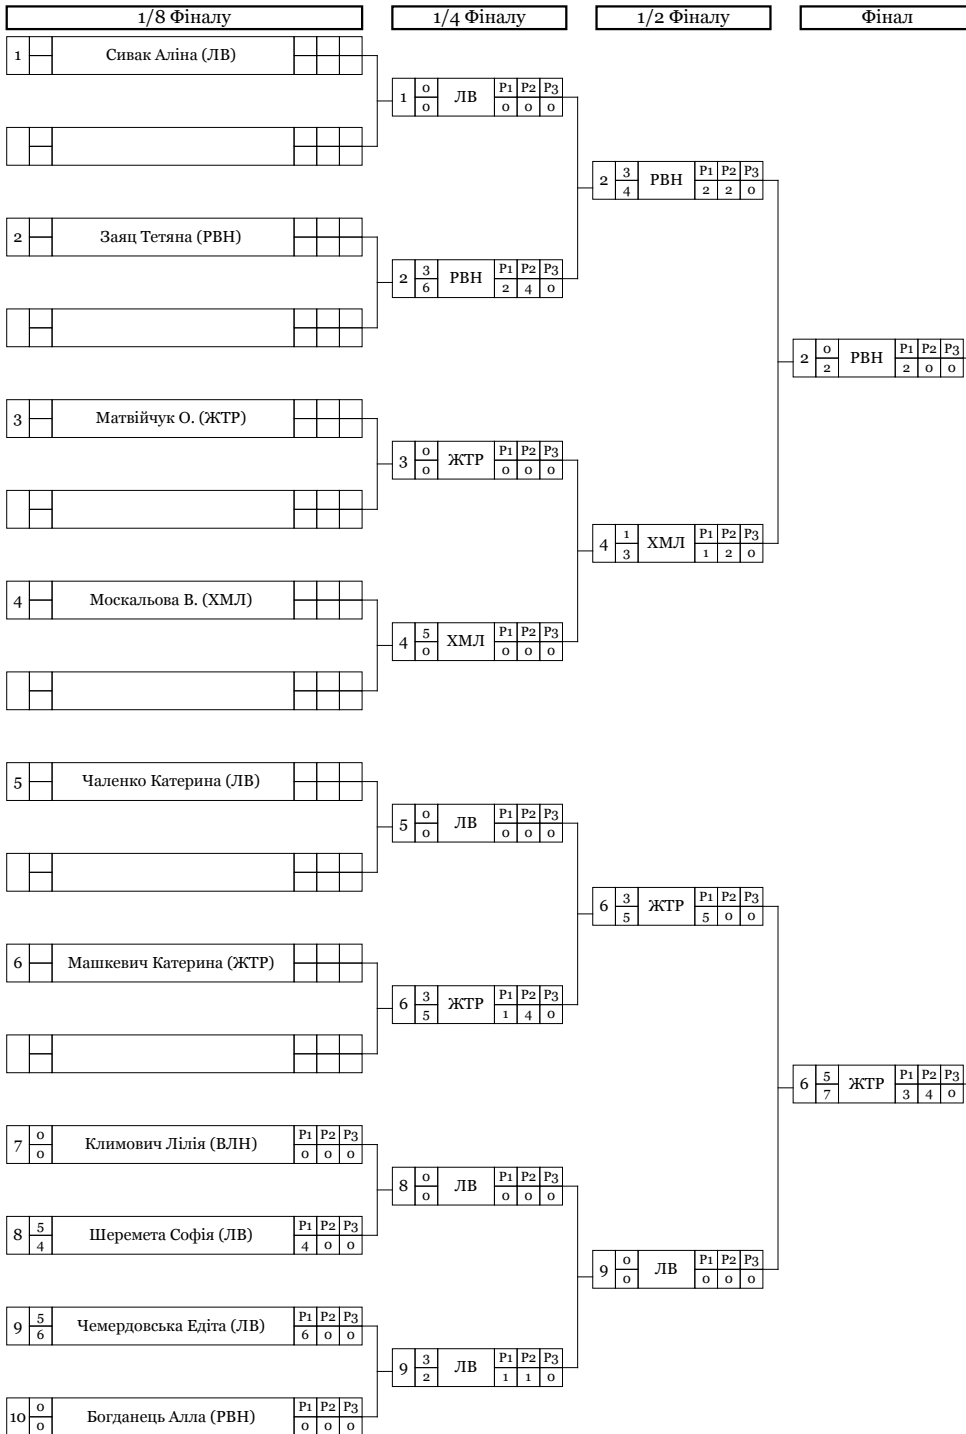 1/8 Фіналу 1/4 Фіналу 1/2 Фіналу Фінал
1 Сивак Аліна (ЛВ)
1 0 ЛВ P1 P2 P3
0 0 0 0
2 3 РВН P1 P2 P3
4 2 2 0
2 Заяц Тетяна (РВН)
2 3 РВН P1 P2 P3
6 2 4 0
2 0 РВН P1 P2 P3
2 2 0 0
3 Матвійчук О. (ЖТР)
3 0 ЖТР P1 P2 P3
0 0 0 0
4 1 ХМЛ P1 P2 P3
3 1 2 0
4 Москальова В. (ХМЛ)
4 5 ХМЛ P1 P2 P3
0 0 0 0
5 Чаленко Катерина (ЛВ)
5 0 ЛВ P1 P2 P3
0 0 0 0
6 3 ЖТР P1 P2 P3
5 5 0 0
6 Машкевич Катерина (ЖТР)
6 3 ЖТР P1 P2 P3
5 1 4 0
6 5 ЖТР P1 P2 P3
7 3 4 0
7 0 Климович Лілія (ВЛН) P1 P2 P3
0 0 0 0
8 0 ЛВ P1 P2 P3
0 0 0 0
8 5 Шеремета Софія (ЛВ) P1 P2 P3
4 4 0 0
9 0 ЛВ P1 P2 P3
0 0 0 0
9 5 Чемердовська Едіта (ЛВ) P1 P2 P3
6 6 0 0
9 3 ЛВ P1 P2 P3
2 1 1 0
10 0 Богданець Алла (РВН) P1 P2 P3
0 0 0 0